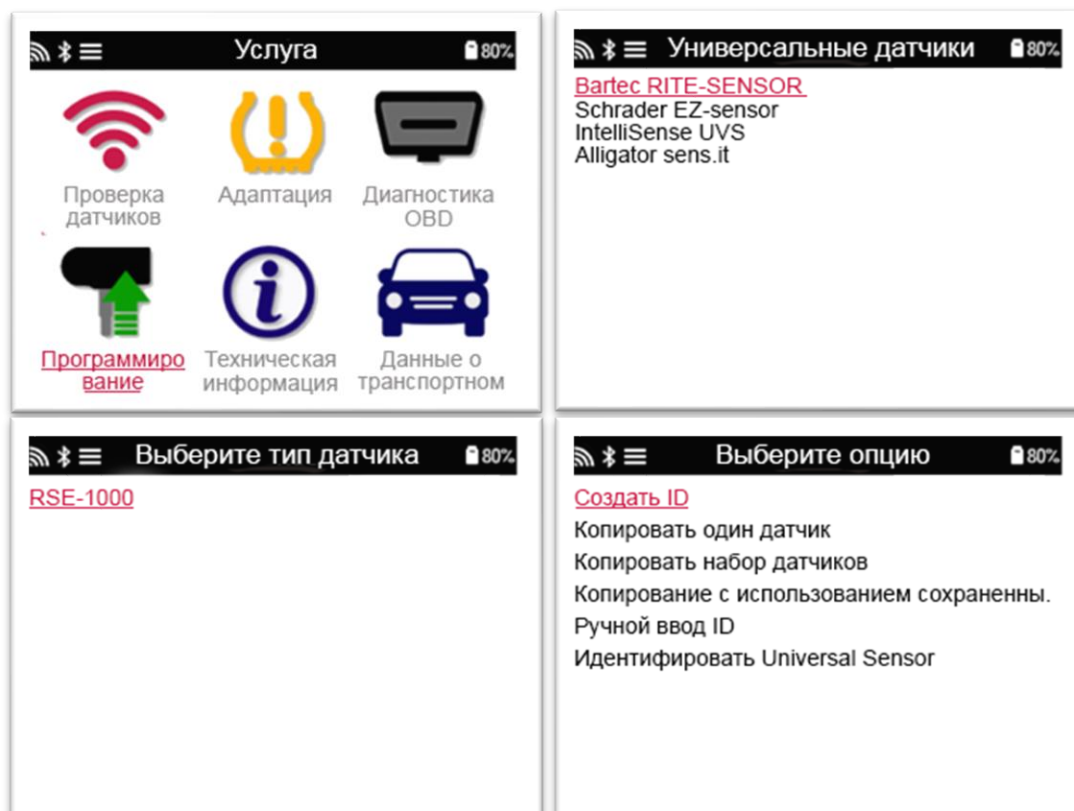 Услуга
80%
Проверка
датчиков
Адаптация
Диагностика
OBD
Программиро
вание
Техническая
информация
Данные о
транспортном
Универсальные датчики
80%
Bartec RITE-SENSOR
Schrader EZ-sensor
IntelliSense UVS
Alligator sens.it
Выберите тип датчика
80%
RSE-1000
Выберите опцию
80%
Создать ID
Копировать один датчик
Копировать набор датчиков
Копирование с использованием сохраненны.
Ручной ввод ID
Идентифировать Universal Sensor